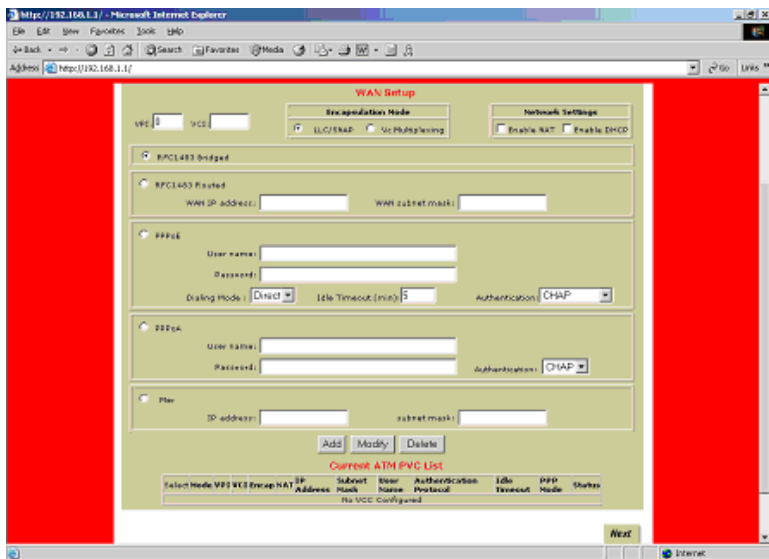 http://192.168.1.1/ - Microsoft Internet Explorer
File Edit View Favorites Tools Help
Back Search Favorites Media
Address http://192.168.1.1/ Go Links »
WAN Setup
Encapsulation Mode Network Settings
VPI: 0 VCI: LLC/SNAP Vc Multiplexing Enable NAT Enable DHCP
RFC1483 Bridged
RFC1483 Routed
WAN IP address: WAN subnet mask:
PPPoE
User name:
Password:
Dialing Mode : Direct Idle Timeout (min): 5 Authentication: CHAP
PPPoA
User name:
Password: Authentication: CHAP
Mer
IP address: subnet mask:
Add Modify Delete
Current ATM PVC List
Select Mode VPI VCI Encap NAT IP Address Subnet Mask User Name Authentication Protocol Idle Timeout PPP Mode Status
No VCC Configured
Next
Internet